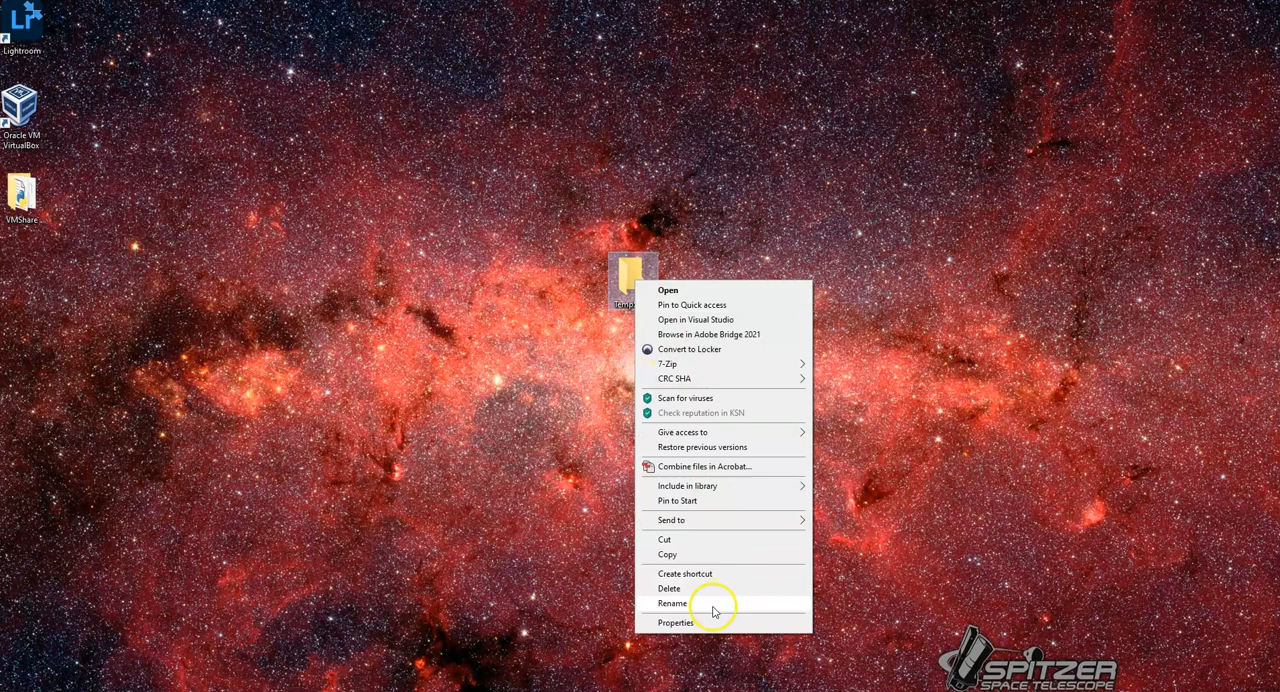 Lr
Lightroom
Oracle VM
VirtualBox
VMShare
Open
Pin to Quick access
Open in Visual Studio
Browse in Adobe Bridge 2021
Convert to Locker
7-Zip
CRC SHA
Scan for viruses
Check reputation in KSN
Give access to
Restore previous versions
Combine files in Acrobat...
Include in library
Pin to Start
Send to
Cut
Copy
Create shortcut
Delete
Rename
Properties
SPITZER
SPACE TELESCOPE